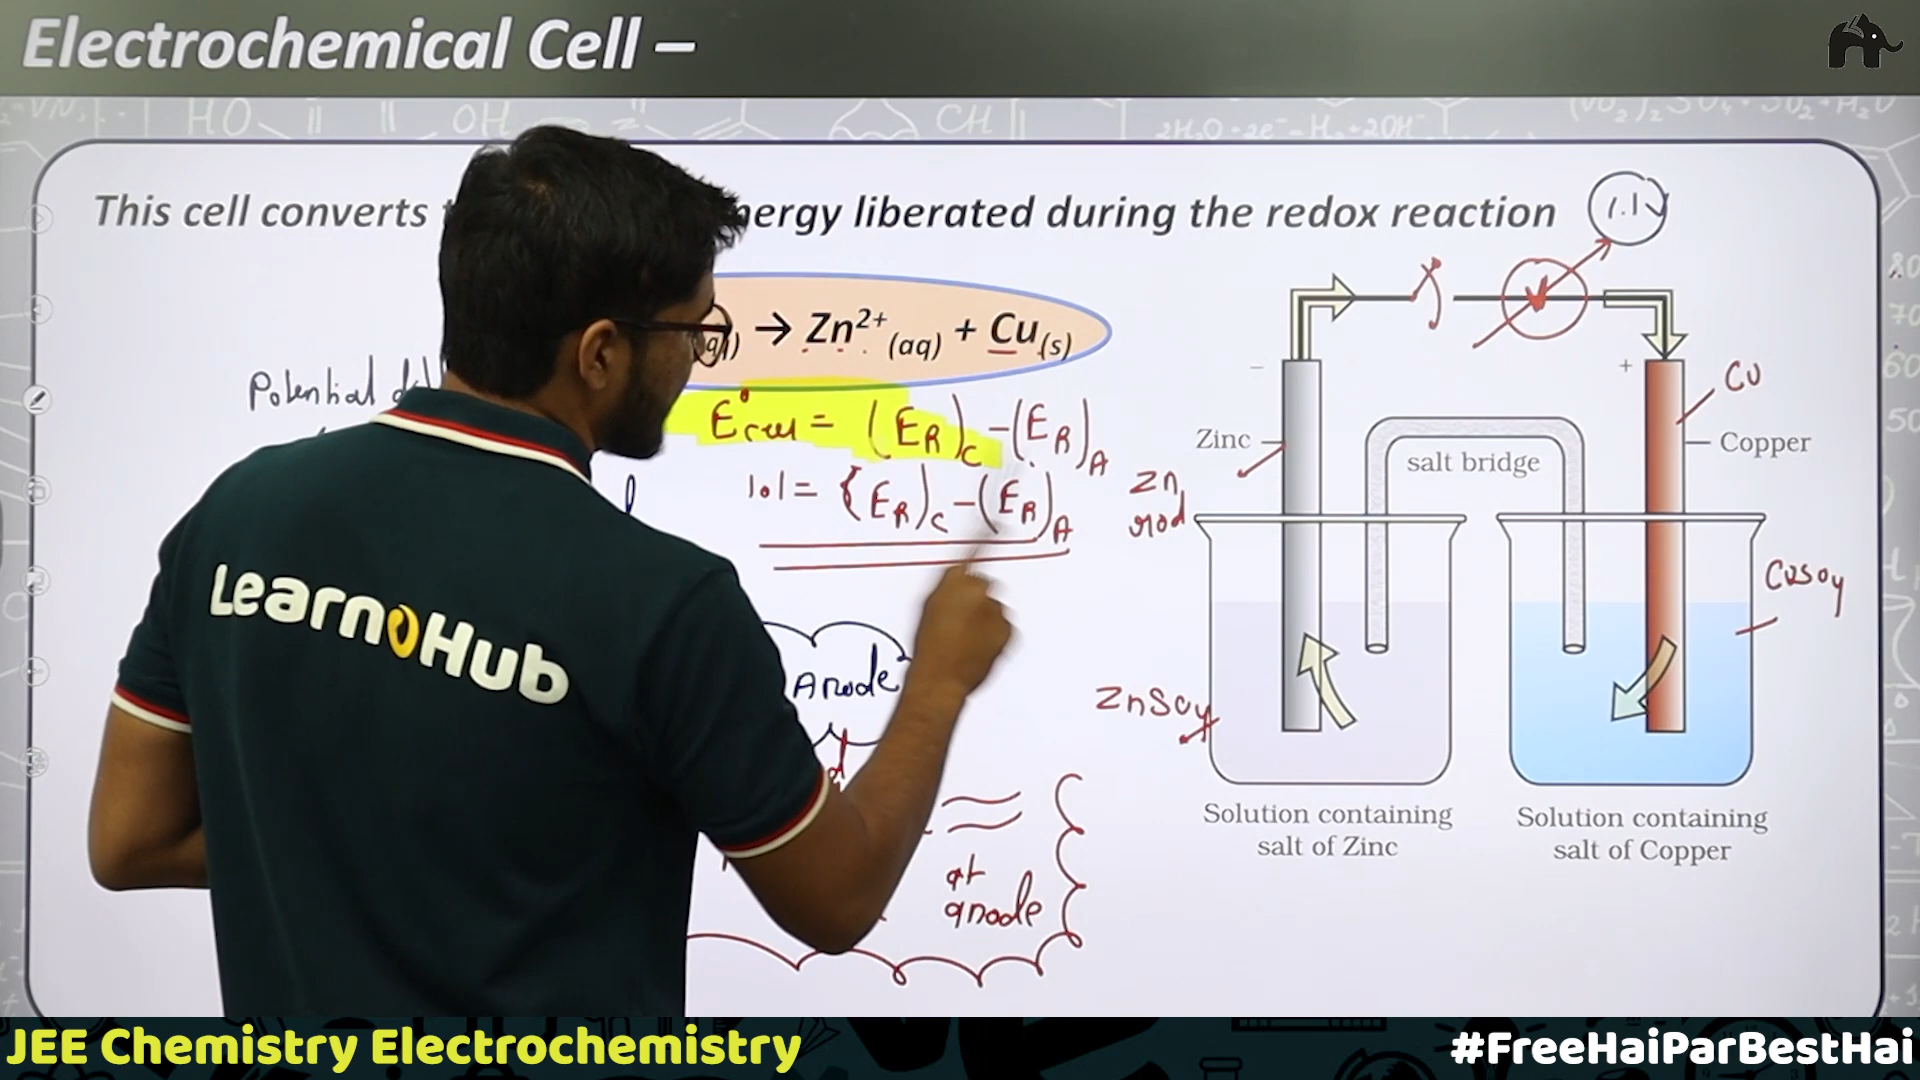 Electrochemical Cell –
This cell converts
nergy liberated during the redox reaction
1.1V
→ Zn²⁺ (aq) + Cu(s)
Potential
E°cell = (ER)C – (ER)A
1.1 = {ER)C – (ER)A
Zn
rod
–
+
Cu
Zinc
Copper
salt bridge
CuSO4
LearnoHub
Anode
ZnSO4
at
anode
Solution containing
salt of Zinc
Solution containing
salt of Copper
JEE Chemistry Electrochemistry
#FreeHaiParBestHai